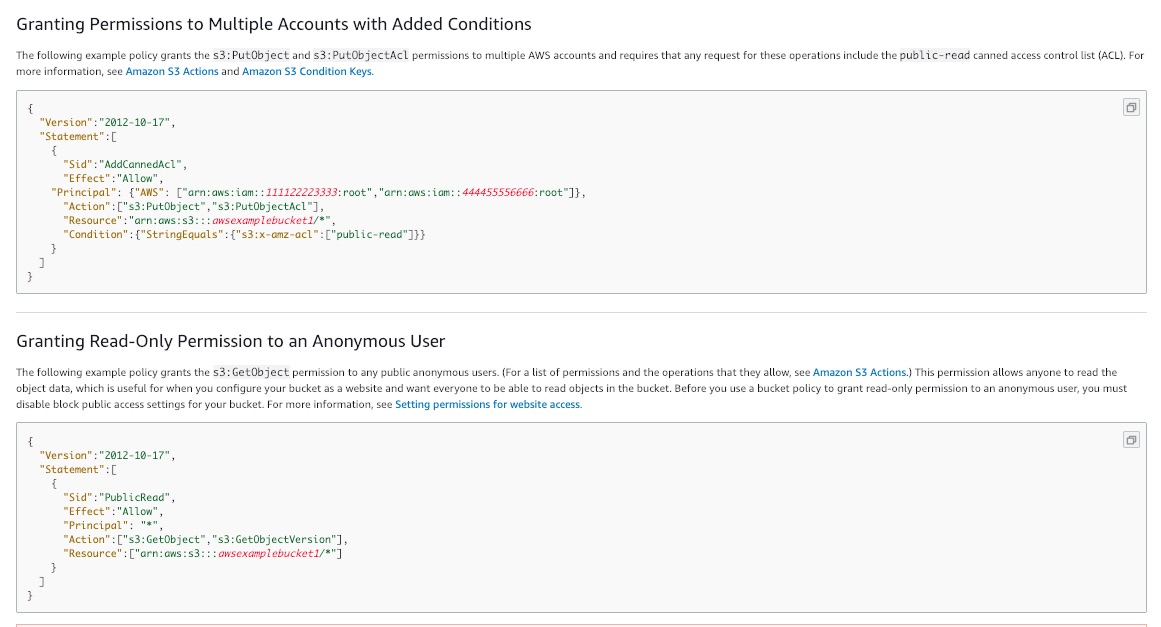 Granting Permissions to Multiple Accounts with Added Conditions
The following example policy grants the s3:PutObject and s3:PutObjectAcl permissions to multiple AWS accounts and requires that any request for these operations include the public-read canned access control list (ACL). For
more information, see Amazon S3 Actions and Amazon S3 Condition Keys.
{
  "Version":"2012-10-17",
  "Statement":[
    {
      "Sid":"AddCannedAcl",
      "Effect":"Allow",
    "Principal": {"AWS": ["arn:aws:iam::111122223333:root","arn:aws:iam::444455556666:root"]},
      "Action":["s3:PutObject","s3:PutObjectAcl"],
      "Resource":"arn:aws:s3:::awsexamplebucket1/*",
      "Condition":{"StringEquals":{"s3:x-amz-acl":["public-read"]}}
    }
  ]
}
Granting Read-Only Permission to an Anonymous User
The following example policy grants the s3:GetObject permission to any public anonymous users. (For a list of permissions and the operations that they allow, see Amazon S3 Actions.) This permission allows anyone to read the
object data, which is useful for when you configure your bucket as a website and want everyone to be able to read objects in the bucket. Before you use a bucket policy to grant read-only permission to an anonymous user, you must
disable block public access settings for your bucket. For more information, see Setting permissions for website access.
{
  "Version":"2012-10-17",
  "Statement":[
    {
      "Sid":"PublicRead",
      "Effect":"Allow",
      "Principal": "*",
      "Action":["s3:GetObject","s3:GetObjectVersion"],
      "Resource":["arn:aws:s3:::awsexamplebucket1/*"]
    }
  ]
}